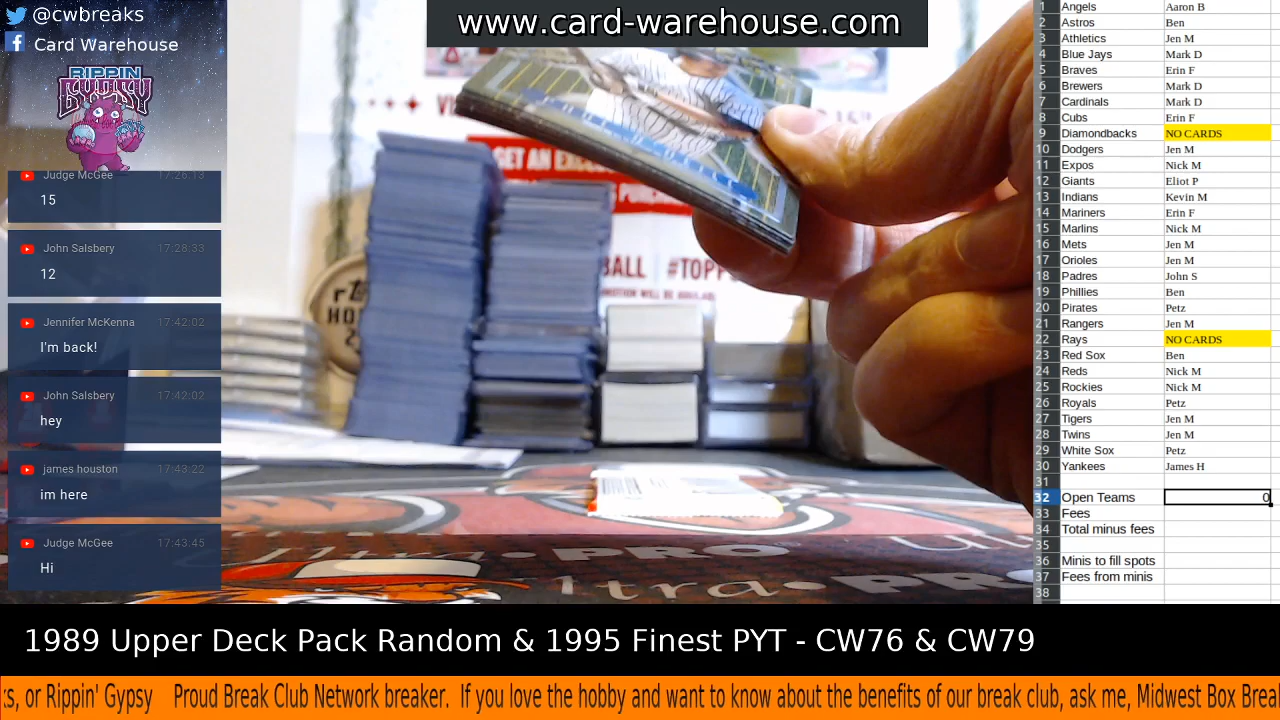 @cwbreaks
Card Warehouse
RIPPIN
GYPSY
Judge McGee 17:26:13
15
John Salsbery 17:28:33
12
Jennifer McKenna 17:42:02
I'm back!
John Salsbery 17:42:02
hey
james houston 17:43:22
im here
Judge McGee 17:43:45
Hi
www.card-warehouse.com
GET AN
#TOPP
PRO
PRO
1 Angels Aaron B
2 Astros Ben
3 Athletics Jen M
4 Blue Jays Mark D
5 Braves Erin F
6 Brewers Mark D
7 Cardinals Mark D
8 Cubs Erin F
9 Diamondbacks NO CARDS
10 Dodgers Jen M
11 Expos Nick M
12 Giants Eliot P
13 Indians Kevin M
14 Mariners Erin F
15 Marlins Nick M
16 Mets Jen M
17 Orioles Jen M
18 Padres John S
19 Phillies Ben
20 Pirates Petz
21 Rangers Jen M
22 Rays NO CARDS
23 Red Sox Ben
24 Reds Nick M
25 Rockies Nick M
26 Royals Petz
27 Tigers Jen M
28 Twins Jen M
29 White Sox Petz
30 Yankees James H
31
32 Open Teams 0
33 Fees
34 Total minus fees
35
36 Minis to fill spots
37 Fees from minis
38
1989 Upper Deck Pack Random & 1995 Finest PYT - CW76 & CW79
ks, or Rippin' Gypsy Proud Break Club Network breaker. If you love the hobby and want to know about the benefits of our break club, ask me, Midwest Box Brea